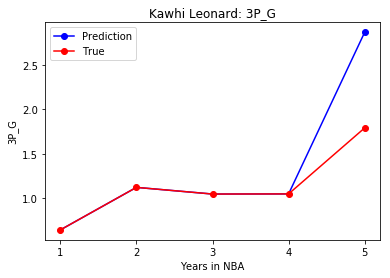 Kawhi Leonard: 3P_G
Prediction
True
3P_G
2.5
2.0
1.5
1.0
1 2 3 4 5
Years in NBA